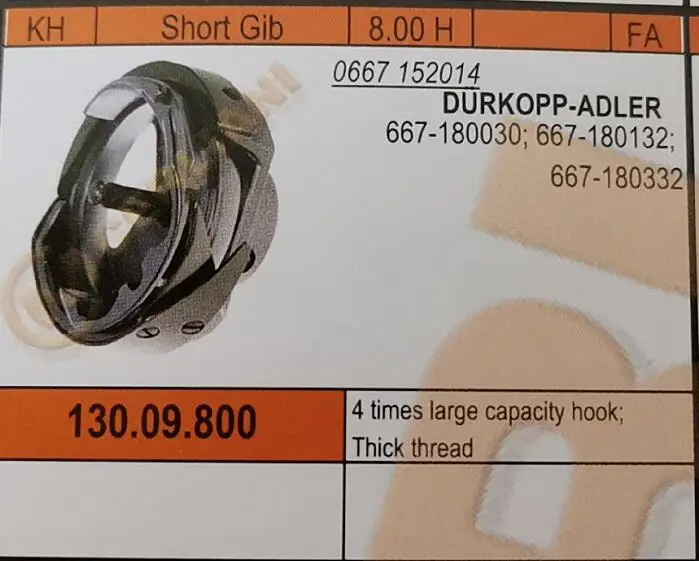 KH Short Gib 8.00 H FA
0667 152014
DÜRKOPP-ADLER
667-180030; 667-180132;
667-180332
130.09.800
4 times large capacity hook;
Thick thread